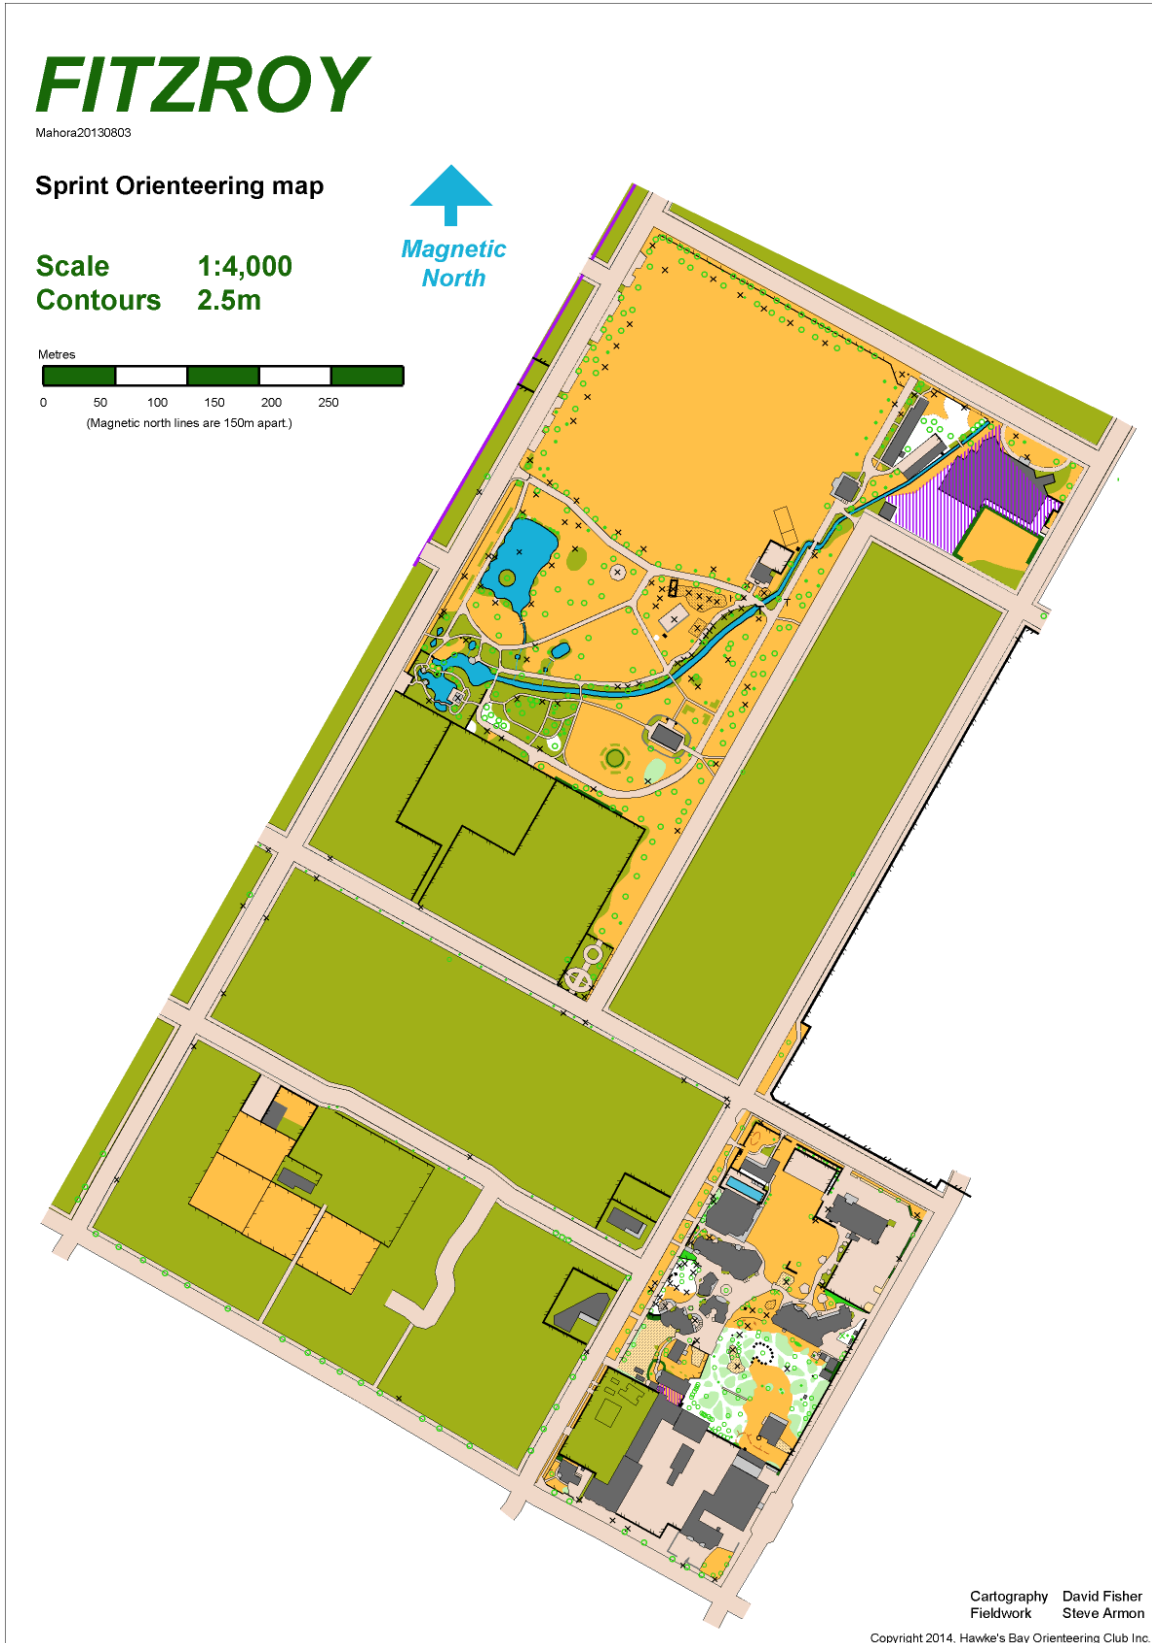 FITZROY
Mahora20130803
Sprint Orienteering map
Magnetic
North
Scale 1:4,000
Contours 2.5m
Metres
0 50 100 150 200 250
(Magnetic north lines are 150m apart.)
Cartography David Fisher
Fieldwork Steve Armon
Copyright 2014, Hawke's Bay Orienteering Club Inc.